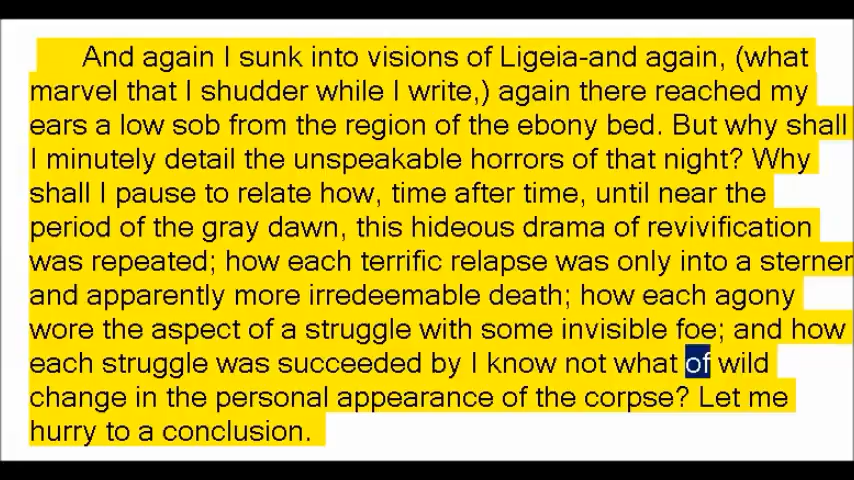 And again I sunk into visions of Ligeia-and again, (what
marvel that I shudder while I write,) again there reached my
ears a low sob from the region of the ebony bed. But why shall
I minutely detail the unspeakable horrors of that night? Why
shall I pause to relate how, time after time, until near the
period of the gray dawn, this hideous drama of revivification
was repeated; how each terrific relapse was only into a sterner
and apparently more irredeemable death; how each agony
wore the aspect of a struggle with some invisible foe; and how
each struggle was succeeded by I know not what of wild
change in the personal appearance of the corpse? Let me
hurry to a conclusion.